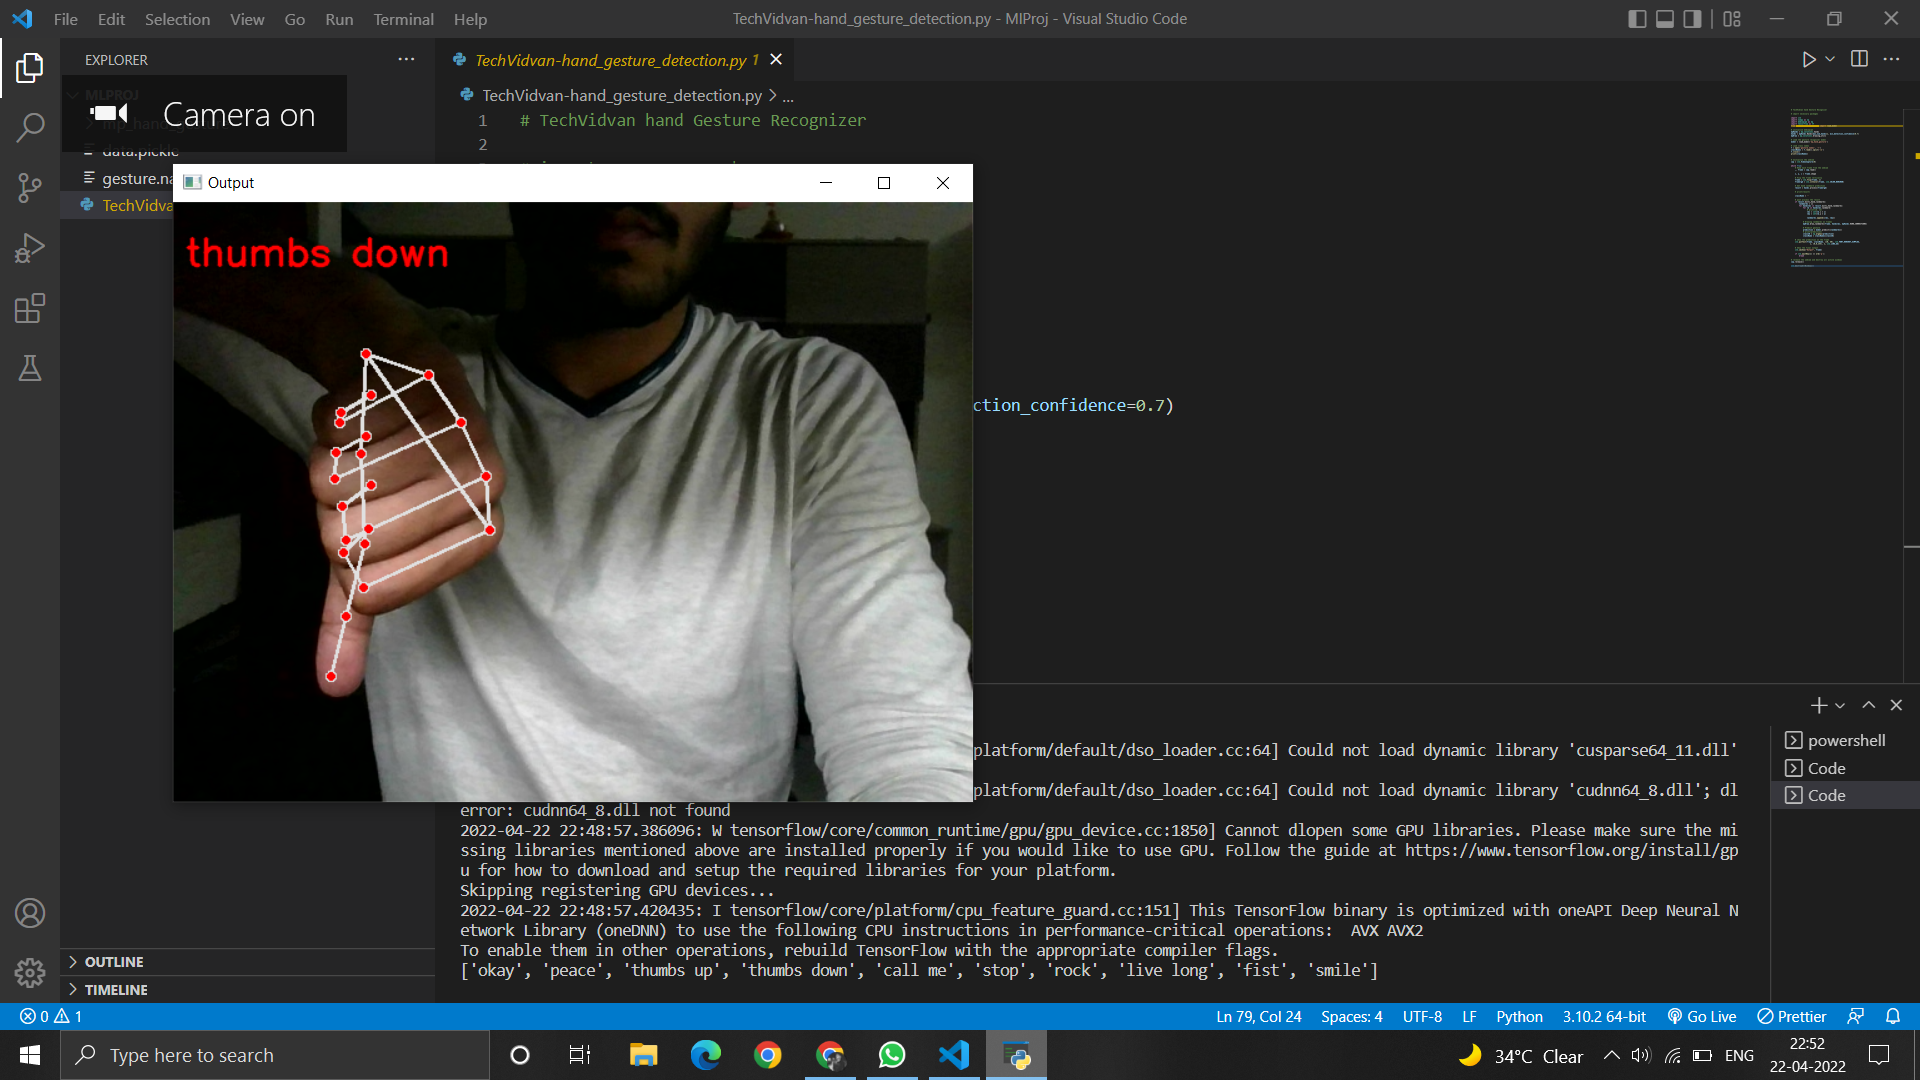 File Edit Selection View Go Run Terminal Help
TechVidvan-hand_gesture_detection.py - MlProj - Visual Studio Code
EXPLORER
MLPROJ
Camera on
data.pickle
gesture.na
TechVidva
TechVidvan-hand_gesture_detection.py 1
TechVidvan-hand_gesture_detection.py > ...
1 # TechVidvan hand Gesture Recognizer
2
Output
thumbs down
ction_confidence=0.7)
platform/default/dso_loader.cc:64] Could not load dynamic library 'cusparse64_11.dll'
platform/default/dso_loader.cc:64] Could not load dynamic library 'cudnn64_8.dll'; dl
error: cudnn64_8.dll not found
2022-04-22 22:48:57.386096: W tensorflow/core/common_runtime/gpu/gpu_device.cc:1850] Cannot dlopen some GPU libraries. Please make sure the mi
ssing libraries mentioned above are installed properly if you would like to use GPU. Follow the guide at https://www.tensorflow.org/install/gp
u for how to download and setup the required libraries for your platform.
Skipping registering GPU devices...
2022-04-22 22:48:57.420435: I tensorflow/core/platform/cpu_feature_guard.cc:151] This TensorFlow binary is optimized with oneAPI Deep Neural N
etwork Library (oneDNN) to use the following CPU instructions in performance-critical operations:  AVX AVX2
To enable them in other operations, rebuild TensorFlow with the appropriate compiler flags.
['okay', 'peace', 'thumbs up', 'thumbs down', 'call me', 'stop', 'rock', 'live long', 'fist', 'smile']
powershell
Code
Code
OUTLINE
TIMELINE
0 1
Ln 79, Col 24 Spaces: 4 UTF-8 LF Python 3.10.2 64-bit Go Live Prettier
Type here to search
34°C Clear
ENG
22:52
22-04-2022